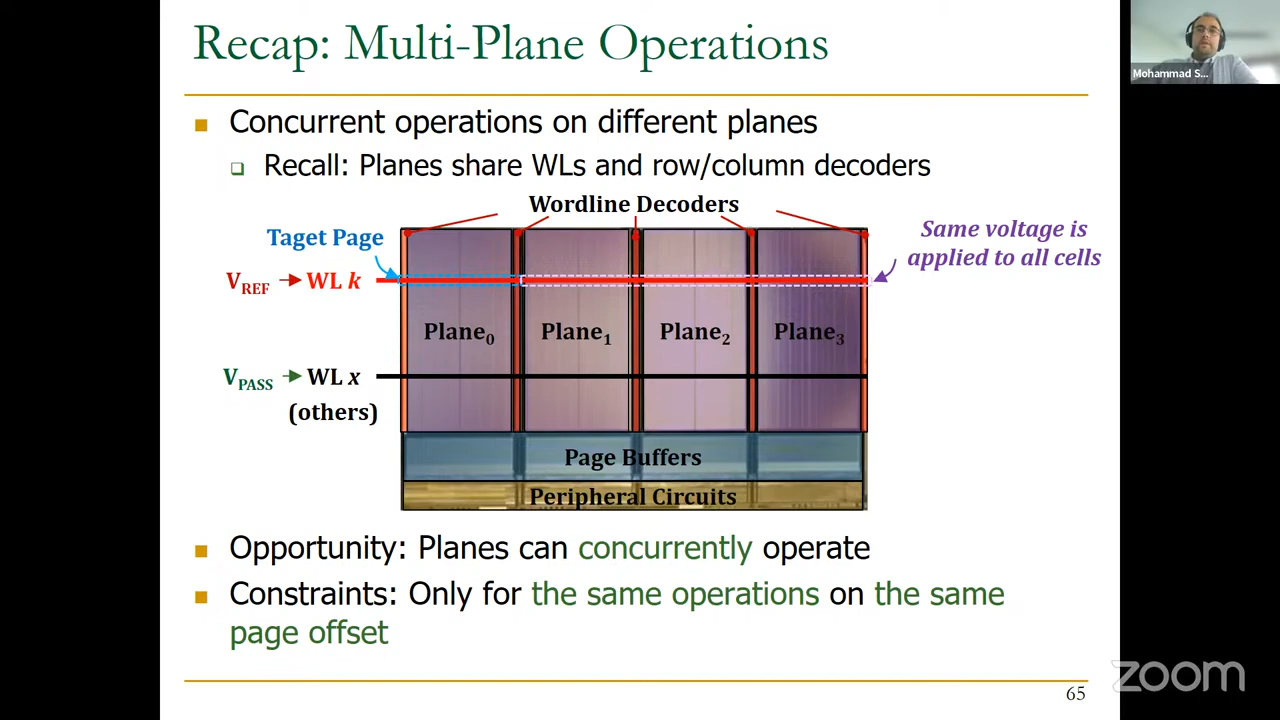 Recap: Multi-Plane Operations
Mohammad S...
Concurrent operations on different planes
Recall: Planes share WLs and row/column decoders
Wordline Decoders
Taget Page
Same voltage is
applied to all cells
VREF → WL k
Plane0 Plane1 Plane2 Plane3
VPASS → WL x
(others)
Page Buffers
Peripheral Circuits
Opportunity: Planes can concurrently operate
Constraints: Only for the same operations on the same
page offset
65
zoom